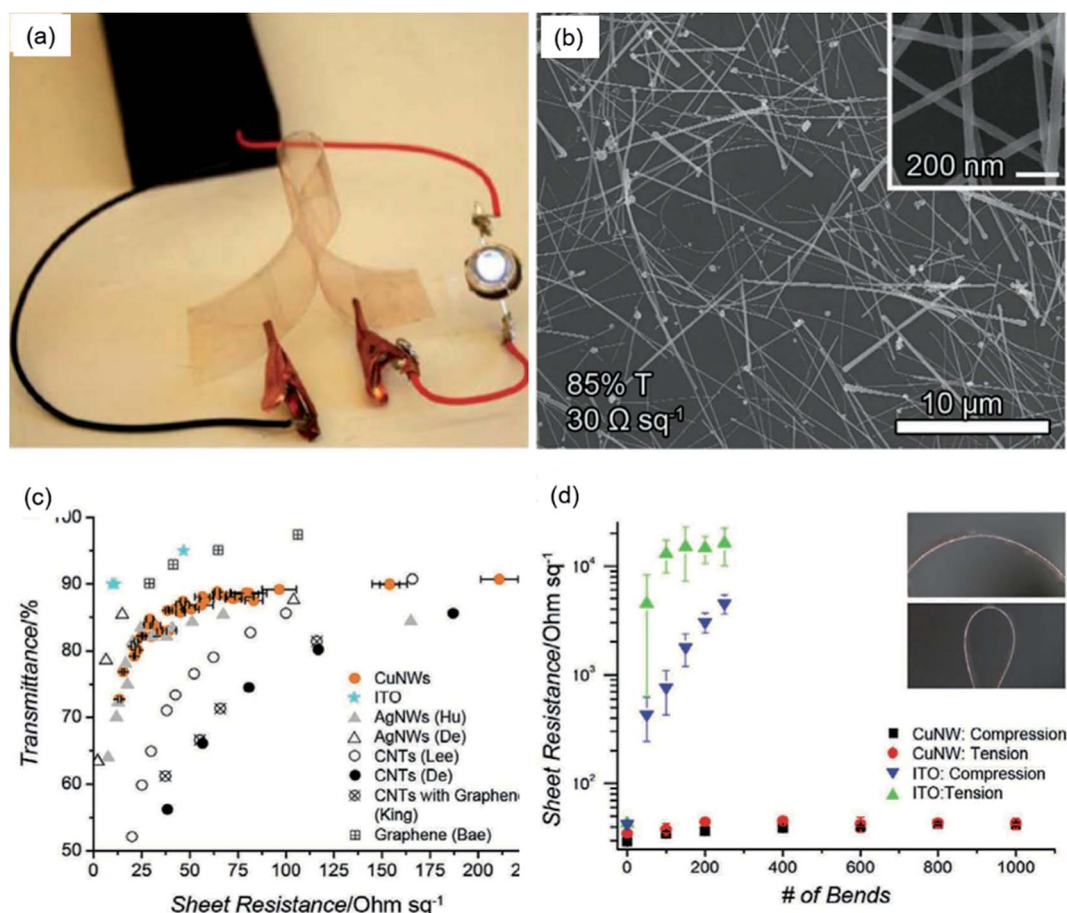 (a)
(b)
200 nm
85% T
30 Ω sq⁻¹
10 µm
(c)
Transmittance/%
100
90
80
70
60
50
0
25
50
75
100
125
150
175
200
2
Sheet Resistance/Ohm sq⁻¹
CuNWs
ITO
AgNWs (Hu)
AgNWs (De)
CNTs (Lee)
CNTs (De)
CNTs with Graphene
(King)
Graphene (Bae)
(d)
Sheet Resistance/Ohm sq⁻¹
10⁴
10³
10²
0
200
400
600
800
1000
# of Bends
CuNW: Compression
CuNW: Tension
ITO: Compression
ITO:Tension